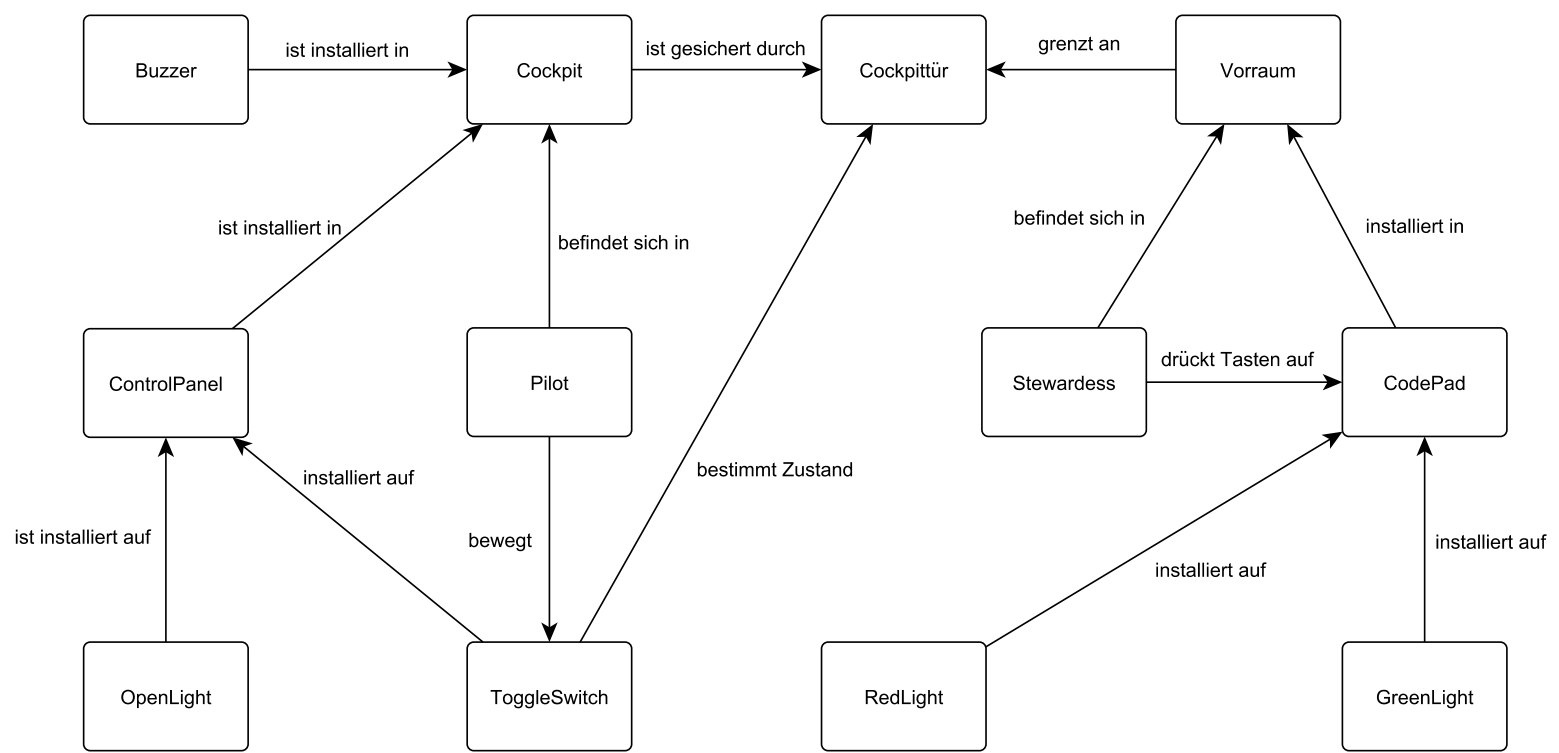 Buzzer
ist installiert in
Cockpit
ist gesichert durch
Cockpittür
grenzt an
Vorraum
ist installiert in
befindet sich in
befindet sich in
installiert in
ControlPanel
Pilot
Stewardess
drückt Tasten auf
CodePad
installiert auf
bestimmt Zustand
ist installiert auf
bewegt
installiert auf
installiert auf
OpenLight
ToggleSwitch
RedLight
GreenLight